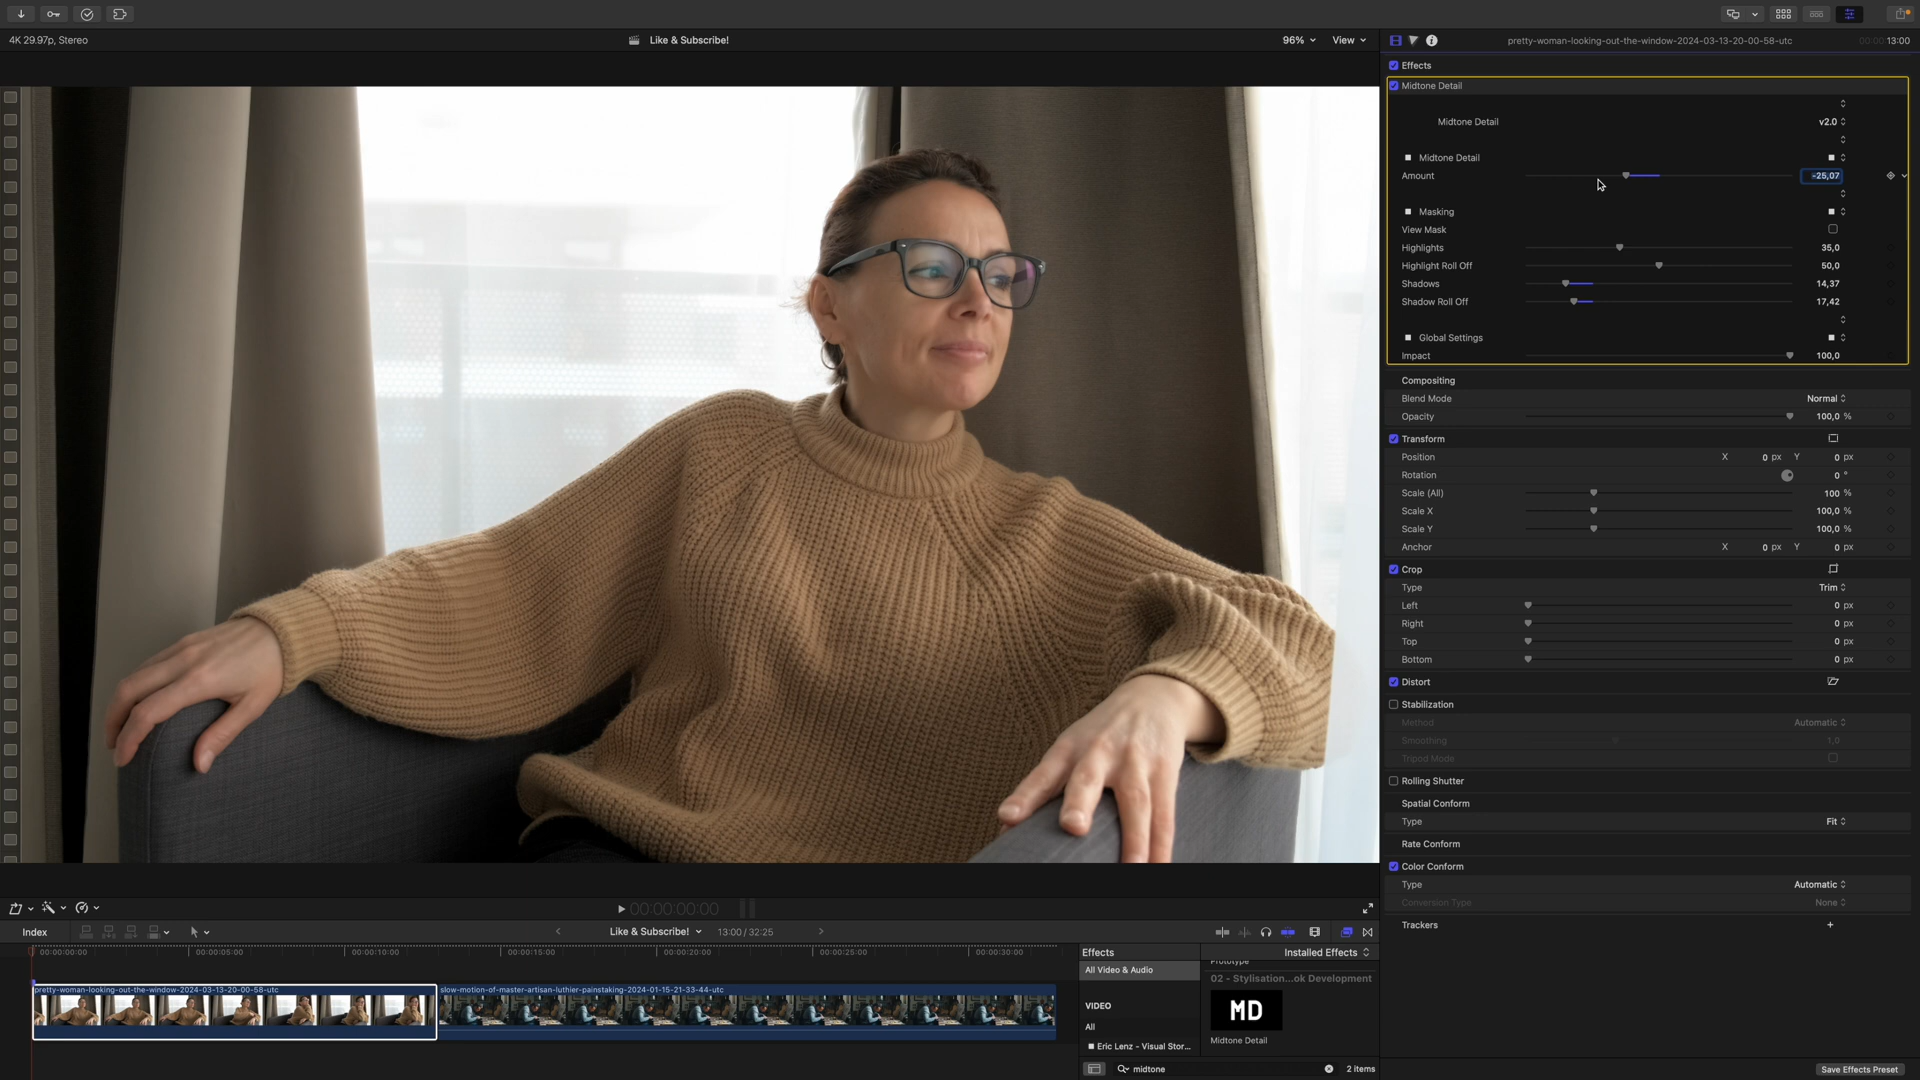 4K 29.97p, Stereo
Like & Subscribe!
96%
View
pretty-woman-looking-out-the-window-2024-03-13-20-00-58-utc
00:00:13:00
Effects
Midtone Detail
Midtone Detail
v2.0
Midtone Detail
Amount
-25,07
Masking
View Mask
Highlights
35,0
Highlight Roll Off
50,0
Shadows
14,37
Shadow Roll Off
17,42
Global Settings
Impact
100,0
Compositing
Blend Mode
Normal
Opacity
100,0 %
Transform
Position
X 0 px Y 0 px
Rotation
0 °
Scale (All)
100 %
Scale X
100,0 %
Scale Y
100,0 %
Anchor
X 0 px Y 0 px
Crop
Type
Trim
Left
0 px
Right
0 px
Top
0 px
Bottom
0 px
Distort
Stabilization
Method
Automatic
Smoothing
1,0
Tripod Mode
Rolling Shutter
Spatial Conform
Type
Fit
Rate Conform
Color Conform
Type
Automatic
Conversion Type
None
Trackers
Save Effects Preset
00:00:00:00
Index
Like & Subscribe!
13:00 / 32:25
00:00:00:00
00:00:05:00
00:00:10:00
00:00:15:00
00:00:20:00
00:00:25:00
00:00:30:00
pretty-woman-looking-out-the-window-2024-03-13-20-00-58-utc
slow-motion-of-master-artisan-luthier-painstaking-2024-01-15-21-33-44-utc
Effects
Installed Effects
All Video & Audio
VIDEO
All
Eric Lenz - Visual Stor...
Prototype
02 - Stylisation...ok Development
MD
Midtone Detail
midtone
2 items